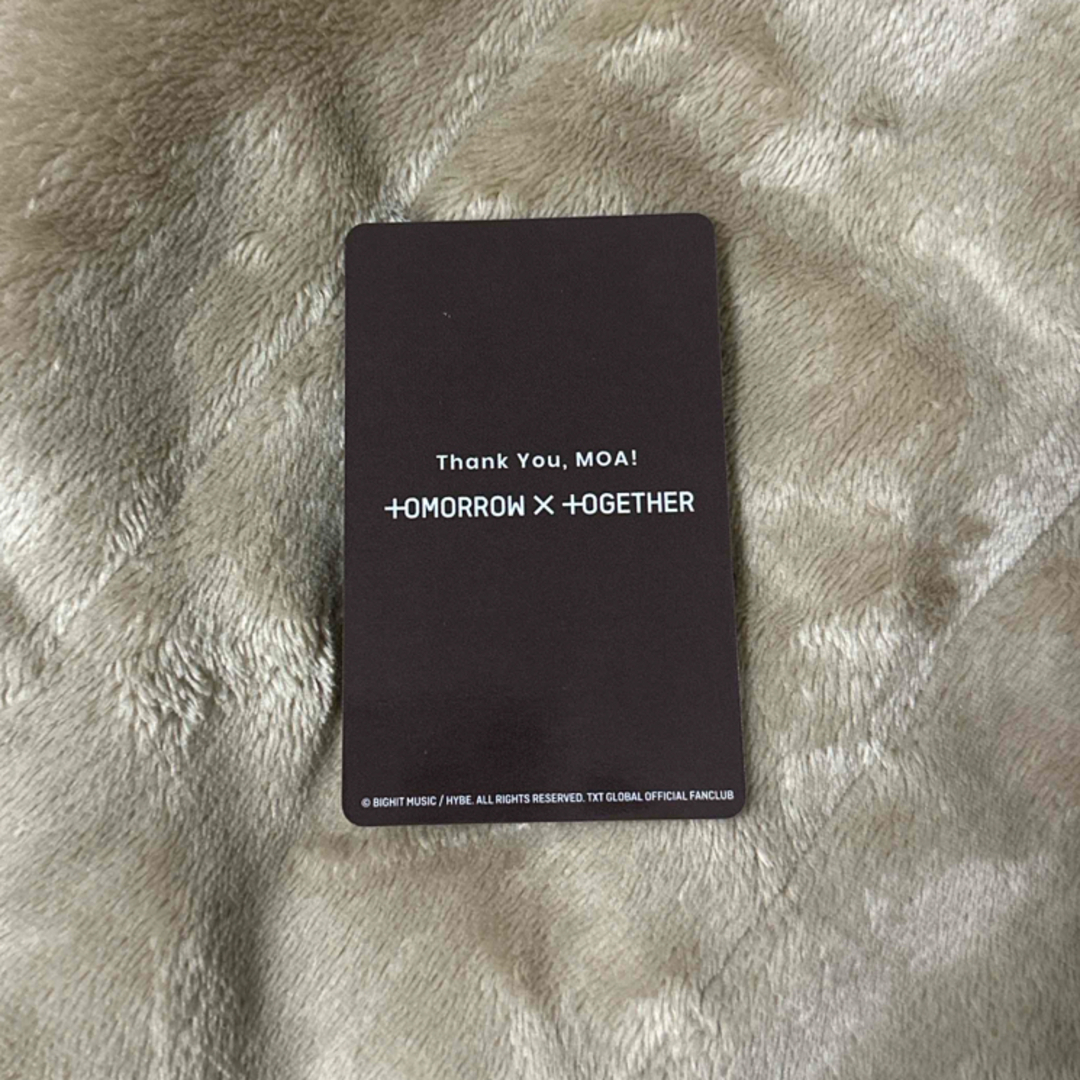 Thank You, MOA!
TOMORROW X TOGETHER
© BIGHIT MUSIC / HYBE. ALL RIGHTS RESERVED. TXT GLOBAL OFFICIAL FANCLUB